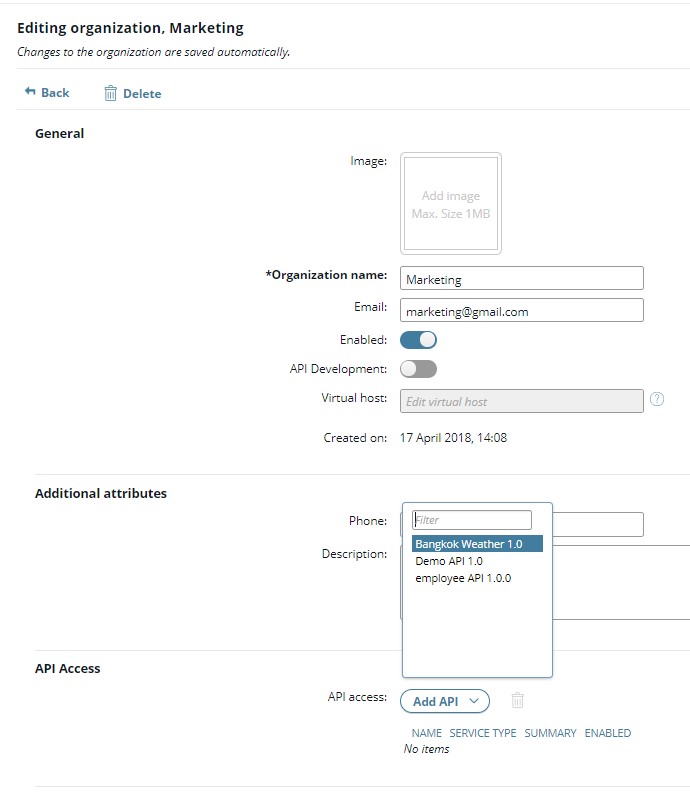 Editing organization, Marketing
Changes to the organization are saved automatically.
Back Delete
General
Image:
Add image
Max. Size 1MB
*Organization name: Marketing
Email: marketing@gmail.com
Enabled:
API Development:
Virtual host: Edit virtual host ?
Created on: 17 April 2018, 14:08
Additional attributes
Phone:
Filter
Bangkok Weather 1.0
Description:
Demo API 1.0
employee API 1.0.0
API Access
API access: Add API
NAME SERVICE TYPE SUMMARY ENABLED
No items